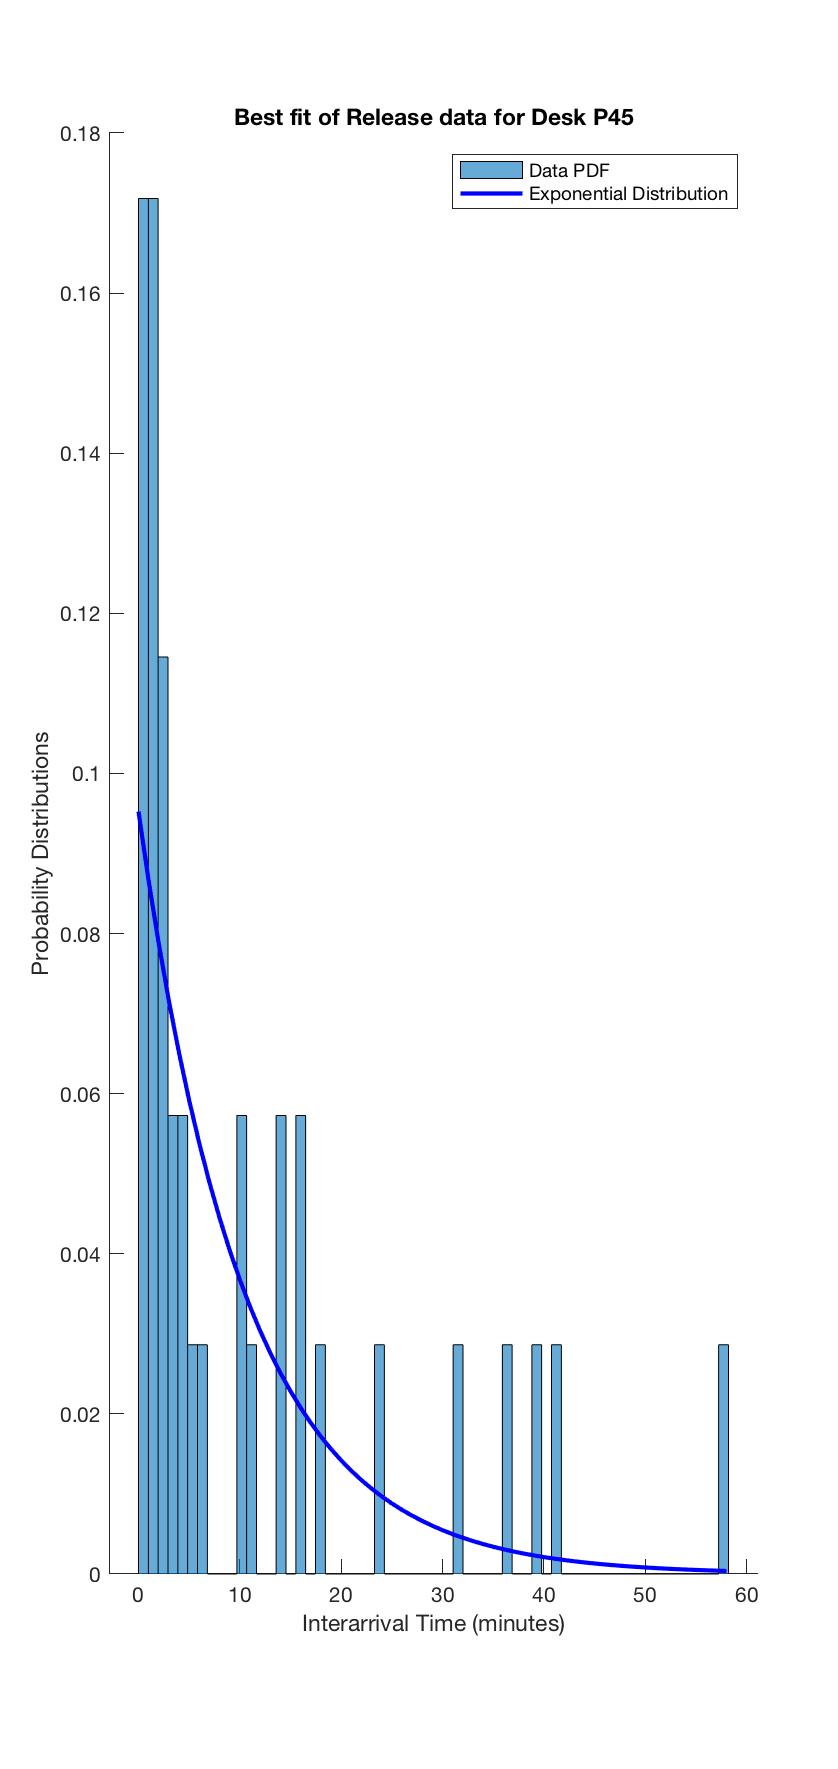 Best fit of Release data for Desk P45
Data PDF
Exponential Distribution
0.18
0.16
0.14
0.12
0.1
0.08
0.06
0.04
0.02
0
Probability Distributions
0 10 20 30 40 50 60
Interarrival Time (minutes)